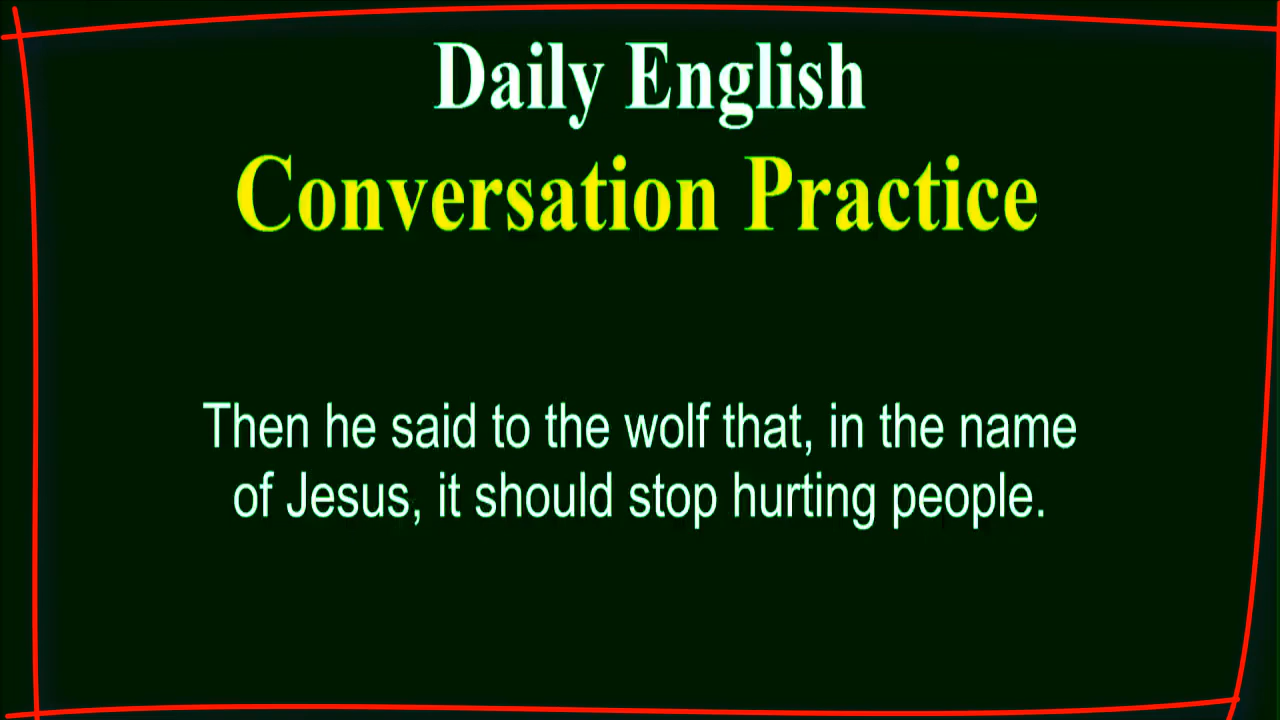 Daily English
Conversation Practice
Then he said to the wolf that, in the name
of Jesus, it should stop hurting people.